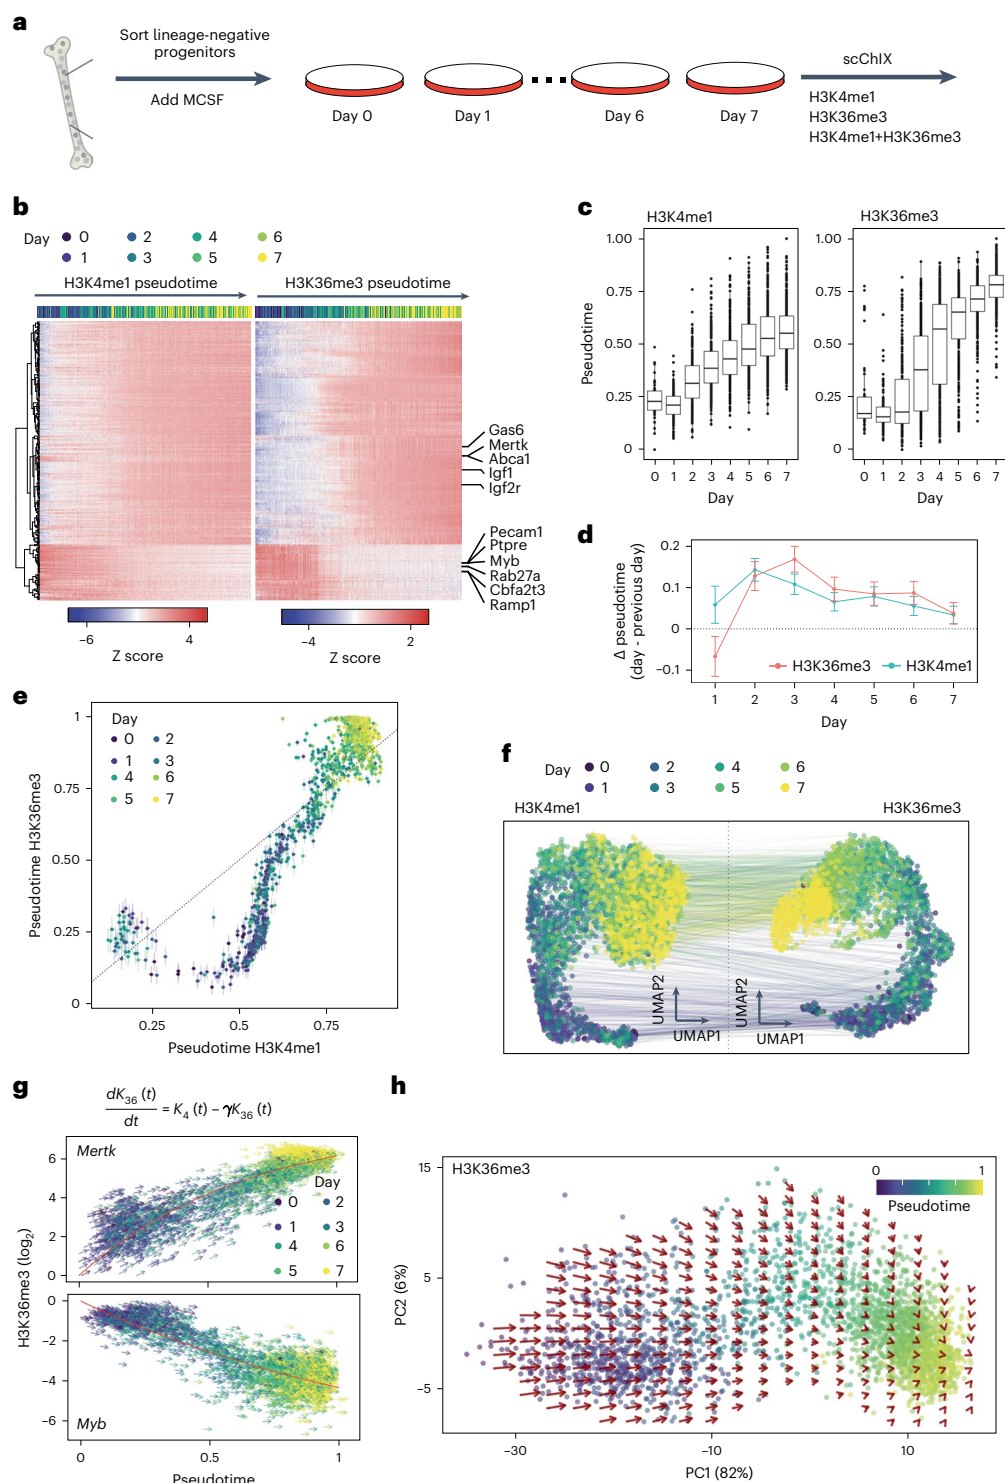 a
Sort lineage-negative
progenitors
Add MCSF
Day 0
Day 1
Day 6
Day 7
scChIX
H3K4me1
H3K36me3
H3K4me1+H3K36me3
b
Day
0
2
4
6
1
3
5
7
H3K4me1 pseudotime
H3K36me3 pseudotime
Gas6
Mertk
Abca1
Igf1
Igf2r
Pecam1
Ptpre
Myb
Rab27a
Cbfa2t3
Ramp1
−6
4
Z score
−4
2
Z score
c
H3K4me1
H3K36me3
Pseudotime
1.00
0.75
0.50
0.25
0
0 1 2 3 4 5 6 7
Day
1.00
0.75
0.50
0.25
0
0 1 2 3 4 5 6 7
Day
d
Δ pseudotime
(day - previous day)
0.2
0.1
0
−0.1
H3K36me3
H3K4me1
1 2 3 4 5 6 7
Day
e
Pseudotime H3K36me3
1
0.75
0.50
0.25
0
Day
0 2
1 3
4 6
5 7
0.25 0.5 0.75
Pseudotime H3K4me1
f
Day
0
2
4
6
1
3
5
7
H3K4me1
H3K36me3
UMAP2
UMAP1
UMAP2
UMAP1
g
dK36 (t)
dt
= K4 (t) − γK36 (t)
Mertk
H3K36me3 (log2)
6
4
2
0
Day
0 2
1 3
4 6
5 7
0
−2
−4
−6
Myb
0 0.5 1
Pseudotime
h
H3K36me3
0 1
Pseudotime
PC2 (6%)
15
5
−5
−30 −10 10
PC1 (82%)